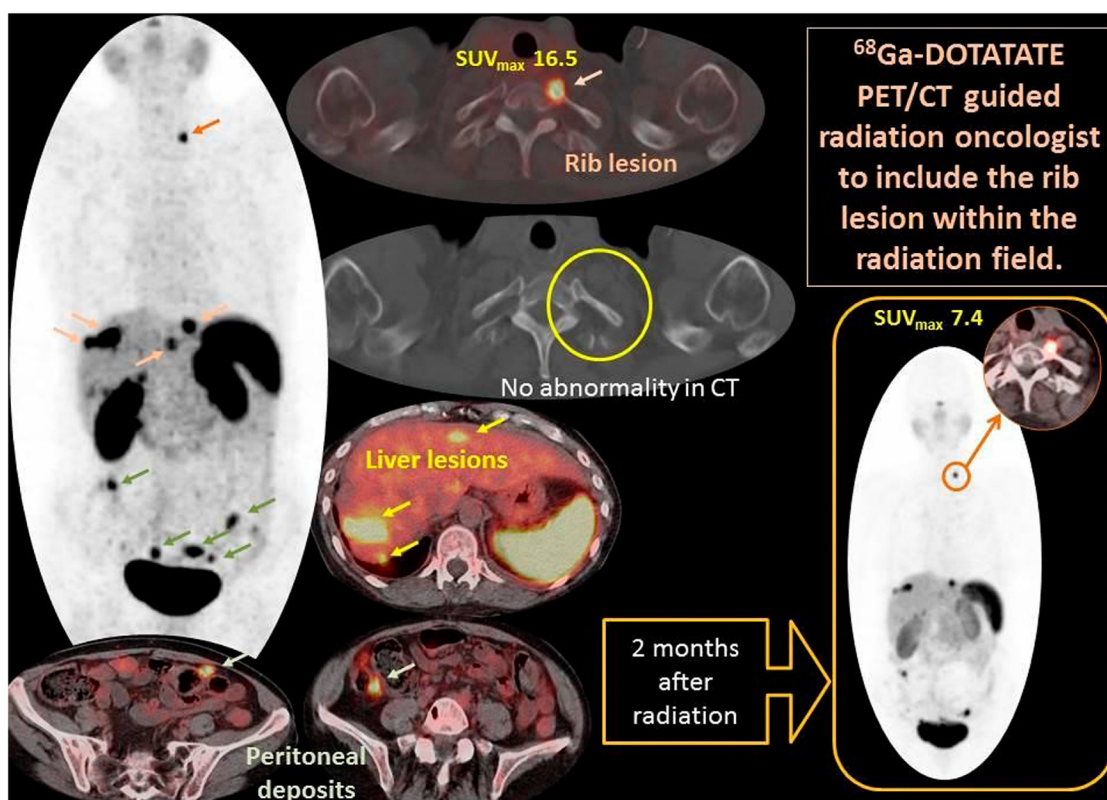 SUVmax 16.5
Rib lesion
68Ga-DOTATATE
PET/CT guided
radiation oncologist
to include the rib
lesion within the
radiation field.
No abnormality in CT
SUVmax 7.4
Liver lesions
2 months
after
radiation
Peritoneal
deposits